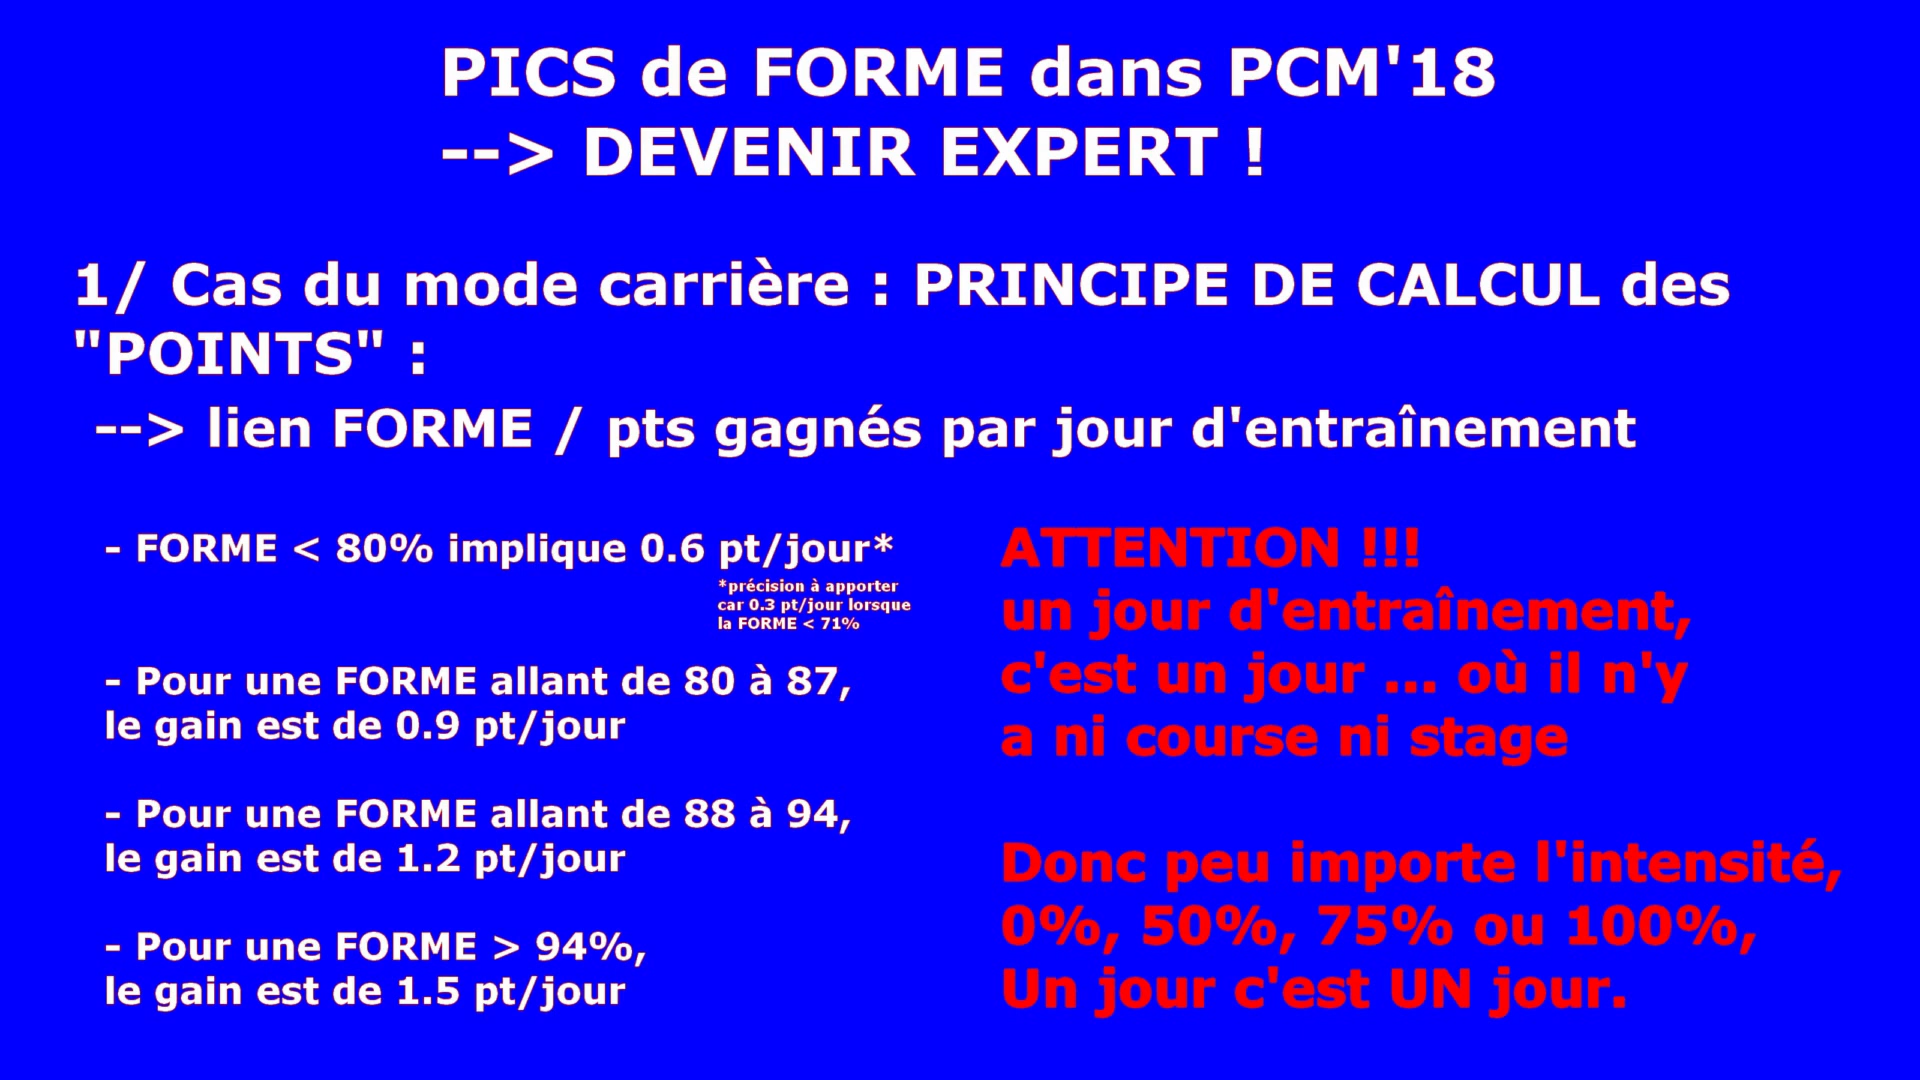 PICS de FORME dans PCM'18
--> DEVENIR EXPERT !
1/ Cas du mode carrière : PRINCIPE DE CALCUL des
"POINTS" :
--> lien FORME / pts gagnés par jour d'entraînement
- FORME < 80% implique 0.6 pt/jour*
*précision à apporter
car 0.3 pt/jour lorsque
la FORME < 71%
- Pour une FORME allant de 80 à 87,
le gain est de 0.9 pt/jour
- Pour une FORME allant de 88 à 94,
le gain est de 1.2 pt/jour
- Pour une FORME > 94%,
le gain est de 1.5 pt/jour
ATTENTION !!!
un jour d'entraînement,
c'est un jour ... où il n'y
a ni course ni stage
Donc peu importe l'intensité,
0%, 50%, 75% ou 100%,
Un jour c'est UN jour.